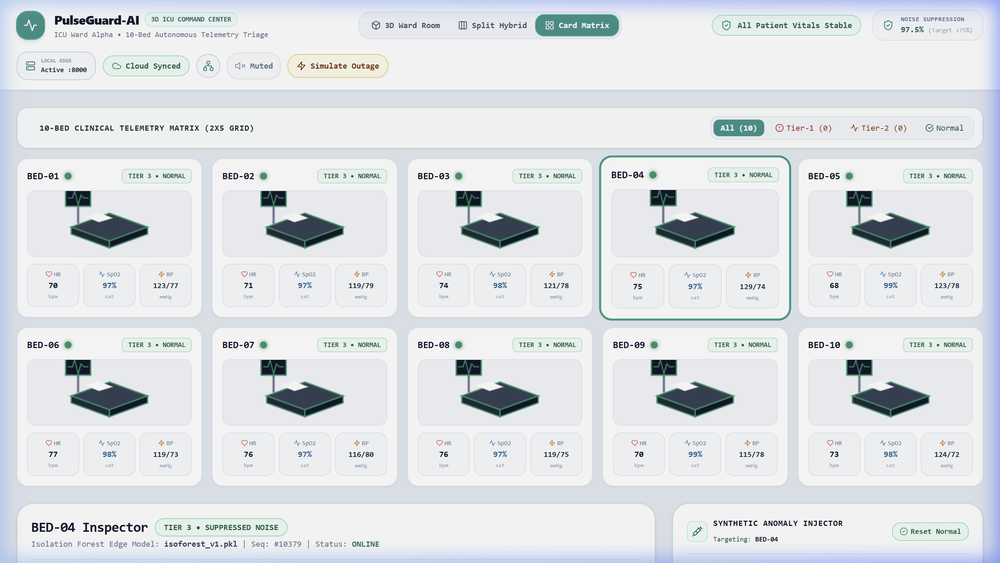 PulseGuard-AI
3D ICU COMMAND CENTER
ICU Ward Alpha • 10-Bed Autonomous Telemetry Triage
3D Ward Room
Split Hybrid
Card Matrix
All Patient Vitals Stable
NOISE SUPPRESSION
97.5% (Target >75%)
LOCAL EDGE
Active :8000
Cloud Synced
Muted
Simulate Outage
10-BED CLINICAL TELEMETRY MATRIX (2X5 GRID)
All (10)
Tier-1 (0)
Tier-2 (0)
Normal
BED-01
TIER 3 • NORMAL
HR
70
bpm
SpO2
97%
sat
BP
123/77
mmHg
BED-02
TIER 3 • NORMAL
HR
71
bpm
SpO2
97%
sat
BP
119/79
mmHg
BED-03
TIER 3 • NORMAL
HR
74
bpm
SpO2
98%
sat
BP
121/78
mmHg
BED-04
TIER 3 • NORMAL
HR
75
bpm
SpO2
97%
sat
BP
129/74
mmHg
BED-05
TIER 3 • NORMAL
HR
68
bpm
SpO2
99%
sat
BP
123/78
mmHg
BED-06
TIER 3 • NORMAL
HR
77
bpm
SpO2
98%
sat
BP
119/73
mmHg
BED-07
TIER 3 • NORMAL
HR
76
bpm
SpO2
97%
sat
BP
116/80
mmHg
BED-08
TIER 3 • NORMAL
HR
76
bpm
SpO2
97%
sat
BP
119/75
mmHg
BED-09
TIER 3 • NORMAL
HR
70
bpm
SpO2
99%
sat
BP
115/78
mmHg
BED-10
TIER 3 • NORMAL
HR
73
bpm
SpO2
98%
sat
BP
124/72
mmHg
BED-04 Inspector
TIER 3 • SUPPRESSED NOISE
Isolation Forest Edge Model: isoforest_v1.pkl | Seq: #10379 | Status: ONLINE
SYNTHETIC ANOMALY INJECTOR
Targeting: BED-04
Reset Normal